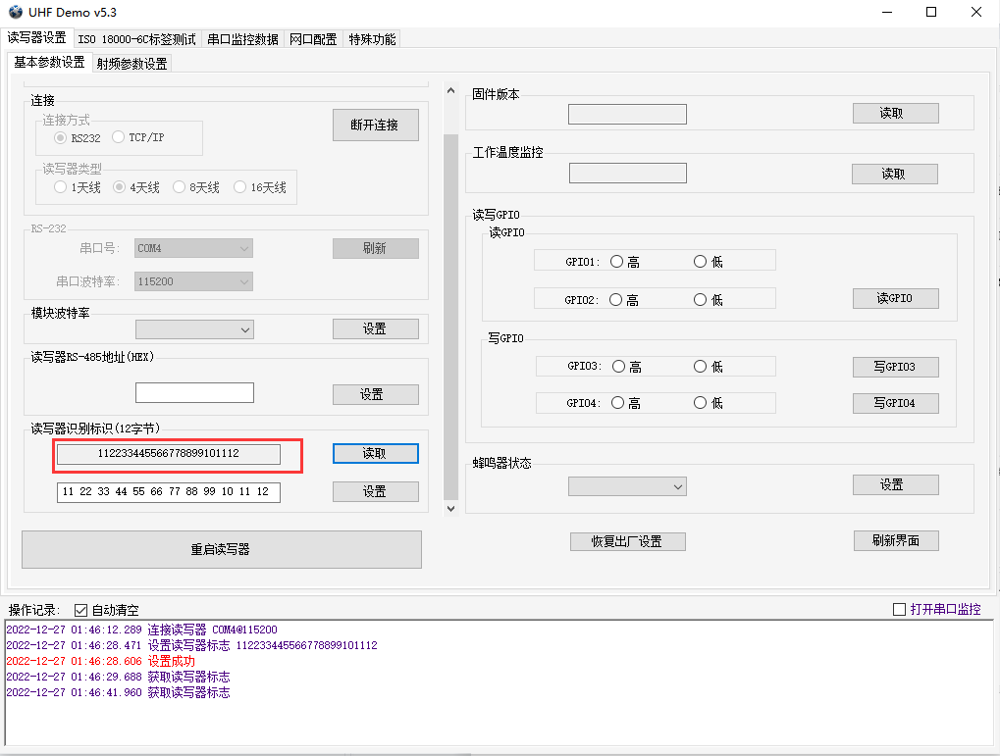 UHF Demo v5.3
读写器设置 ISO 18000-6C标签测试 串口监控数据 网口配置 特殊功能
基本参数设置 射频参数设置
连接
连接方式
RS232 TCP/IP
断开连接
读写器类型
1天线 4天线 8天线 16天线
RS-232
串口号: COM4 刷新
串口波特率: 115200
模块波特率
设置
读写器RS-485地址(HEX)
设置
读写器识别标识(12字节)
112233445566778899101112 读取
11 22 33 44 55 66 77 88 99 10 11 12 设置
重启读写器
固件版本
读取
工作温度监控
读取
读写GPIO
读GPIO
GPIO1: 高 低
GPIO2: 高 低 读GPIO
写GPIO
GPIO3: 高 低 写GPIO3
GPIO4: 高 低 写GPIO4
蜂鸣器状态
设置
恢复出厂设置 刷新界面
操作记录: 自动清空 打开串口监控
2022-12-27 01:46:12.289 连接读写器 COM4@115200
2022-12-27 01:46:28.471 设置读写器标志 112233445566778899101112
2022-12-27 01:46:28.606 设置成功
2022-12-27 01:46:29.688 获取读写器标志
2022-12-27 01:46:41.960 获取读写器标志